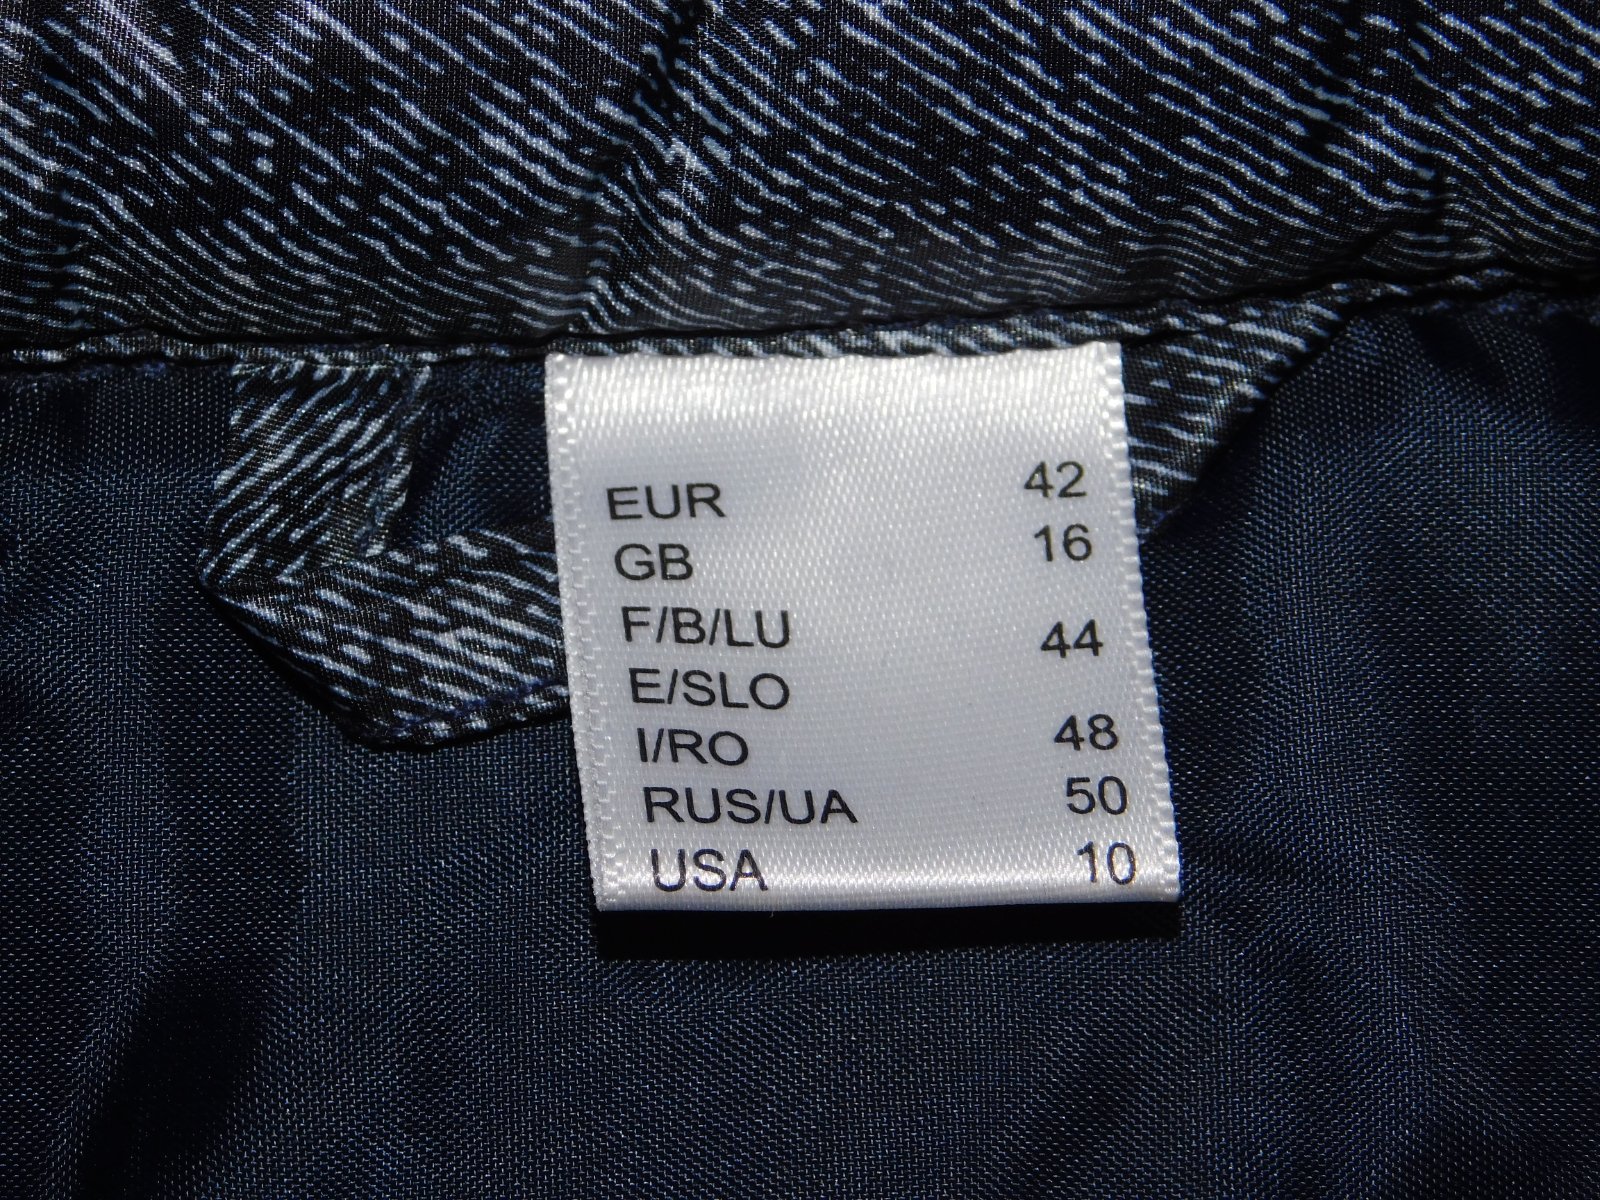 EUR 42
GB 16
F/B/LU 44
E/SLO
I/RO 48
RUS/UA 50
USA 10